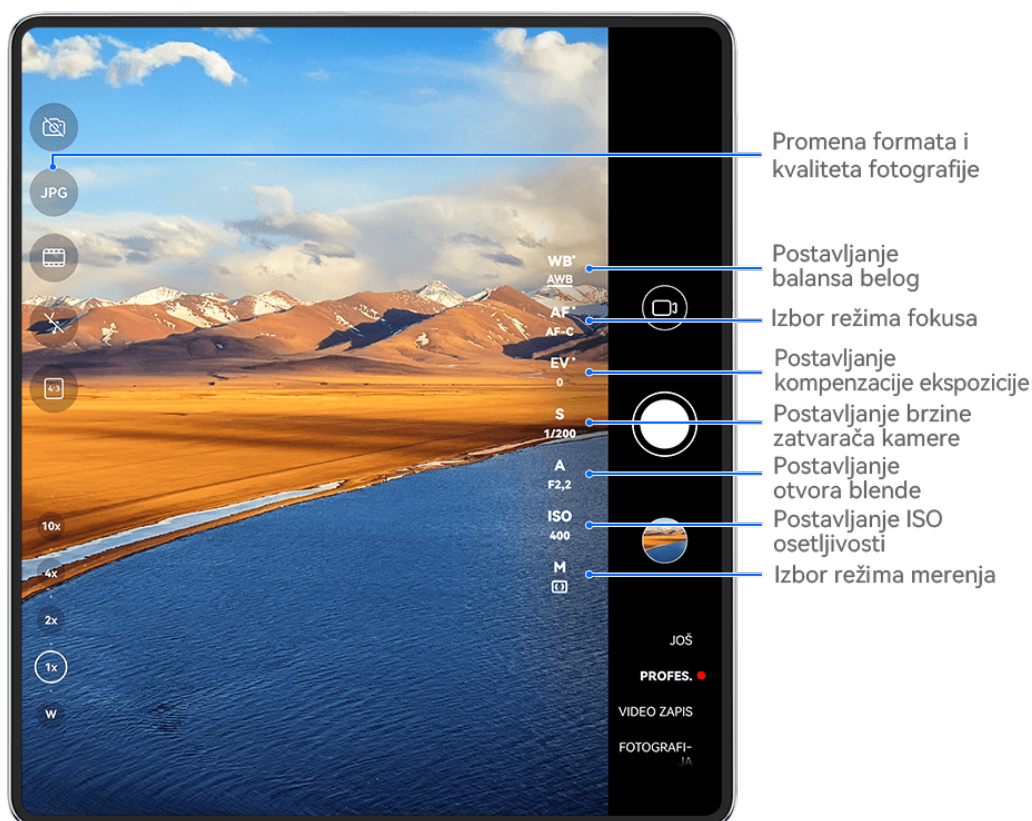 JPG
4:3
10x
4x
2x
1x
W
WB
AWB
AF
AF-C
EV
0
S
1/200
A
F2,2
ISO
400
M
JOŠ
PROFES.
VIDEO ZAPIS
FOTOGRAFI-
JA
Promena formata i
kvaliteta fotografije
Postavljanje
balansa belog
Izbor režima fokusa
Postavljanje
kompenzacije ekspozicije
Postavljanje brzine
zatvarača kamere
Postavljanje
otvora blende
Postavljanje ISO
osetljivosti
Izbor režima merenja